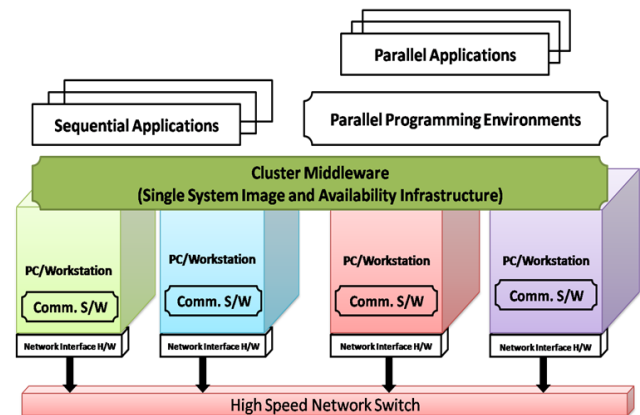 Parallel Applications
Sequential Applications
Parallel Programming Environments
Cluster Middleware
(Single System Image and Availability Infrastructure)
PC/Workstation
PC/Workstation
PC/Workstation
PC/Workstation
Comm. S/W
Comm. S/W
Comm. S/W
Comm. S/W
Network Interface H/W
Network Interface H/W
Network Interface H/W
Network Interface H/W
High Speed Network Switch